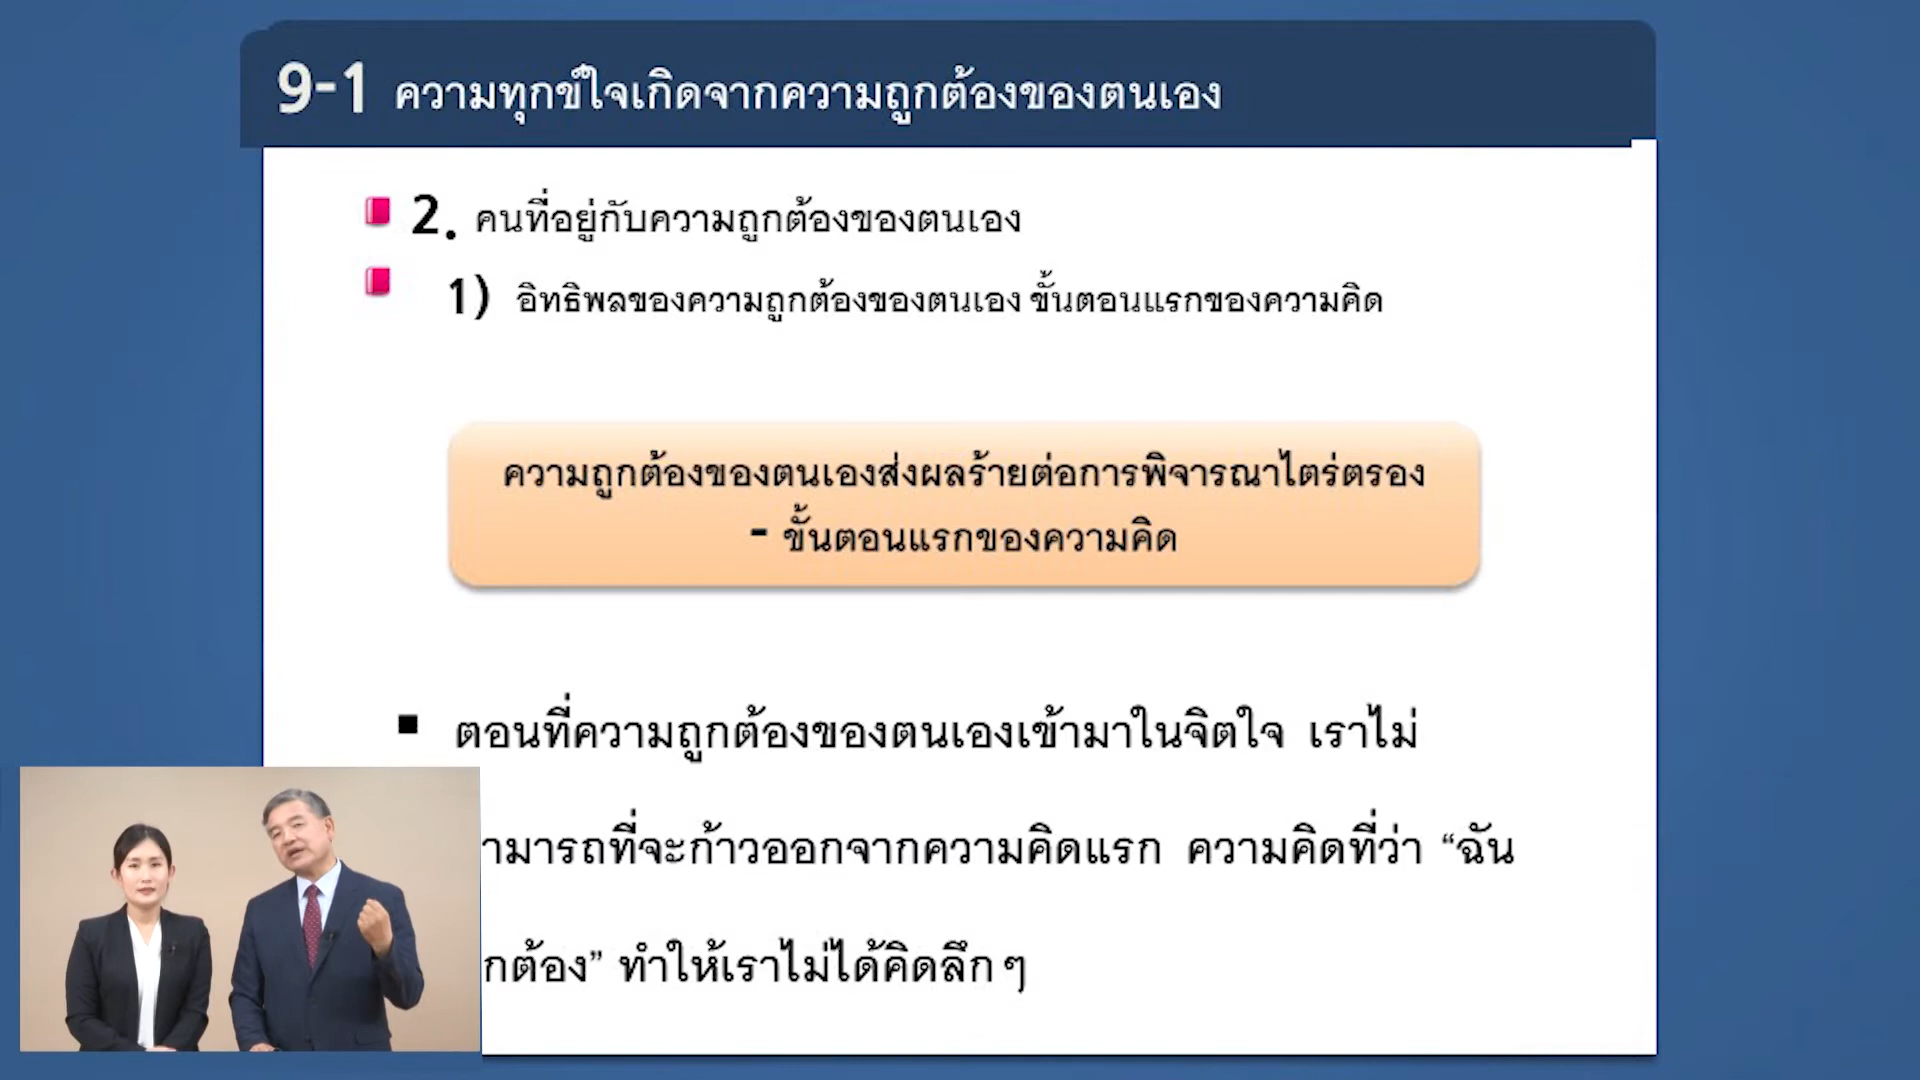 9-1 ความทุกข์ใจเกิดจากความถูกต้องของตนเอง
2. คนที่อยู่กับความถูกต้องของตนเอง
1) อิทธิพลของความถูกต้องของตนเอง ขั้นตอนแรกของความคิด
ความถูกต้องของตนเองส่งผลร้ายต่อการพิจารณาไตร่ตรอง
- ขั้นตอนแรกของความคิด
▪ ตอนที่ความถูกต้องของตนเองเข้ามาในจิตใจ เราไม่
ามารถที่จะก้าวออกจากความคิดแรก ความคิดที่ว่า “ฉัน
กต้อง” ทำให้เราไม่ได้คิดลึกๆ